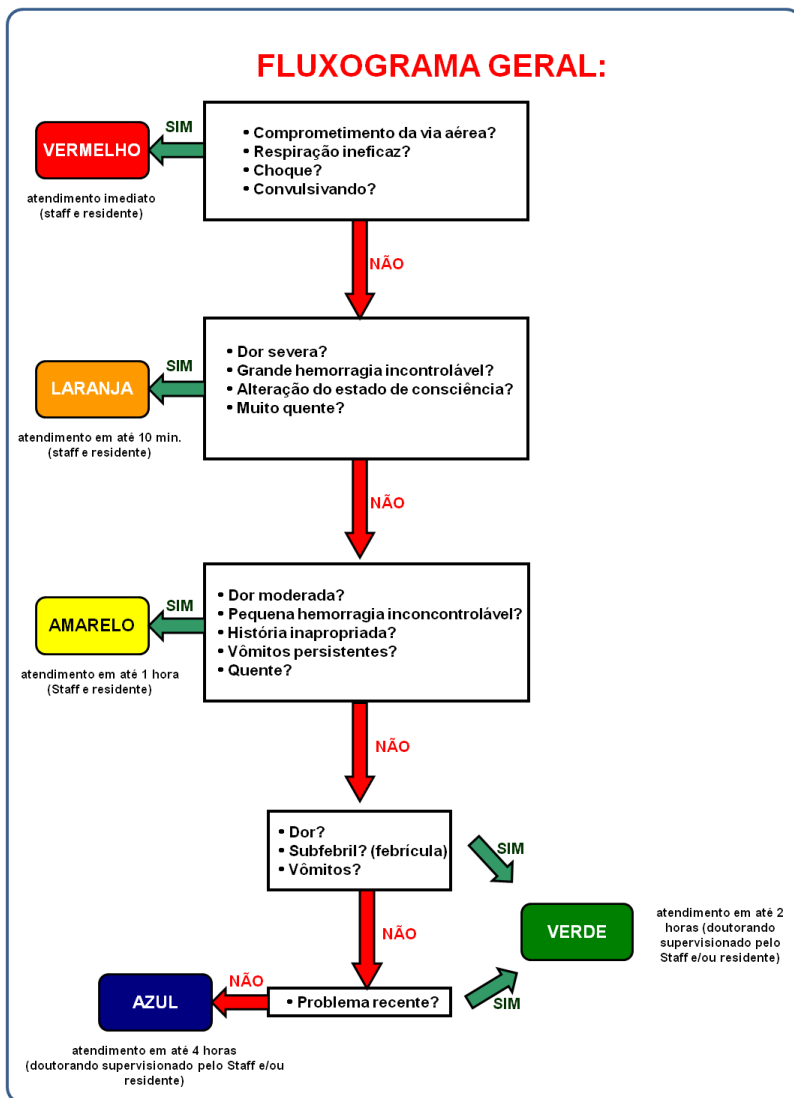 FLUXOGRAMA GERAL:
SIM
VERMELHO
atendimento imediato
(staff e residente)
• Comprometimento da via aérea?
• Respiração ineficaz?
• Choque?
• Convulsivando?
NÃO
SIM
LARANJA
atendimento em até 10 min.
(staff e residente)
• Dor severa?
• Grande hemorragia incontrolável?
• Alteração do estado de consciência?
• Muito quente?
NÃO
SIM
AMARELO
atendimento em até 1 hora
(Staff e residente)
• Dor moderada?
• Pequena hemorragia inconcontrolável?
• História inapropriada?
• Vômitos persistentes?
• Quente?
NÃO
• Dor?
• Subfebril? (febrícula)
• Vômitos?
SIM
VERDE
atendimento em até 2
horas (doutorando
supervisionado pelo
Staff e/ou residente)
NÃO
• Problema recente?
SIM
NÃO
AZUL
atendimento em até 4 horas
(doutorando supervisionado pelo Staff e/ou
residente)